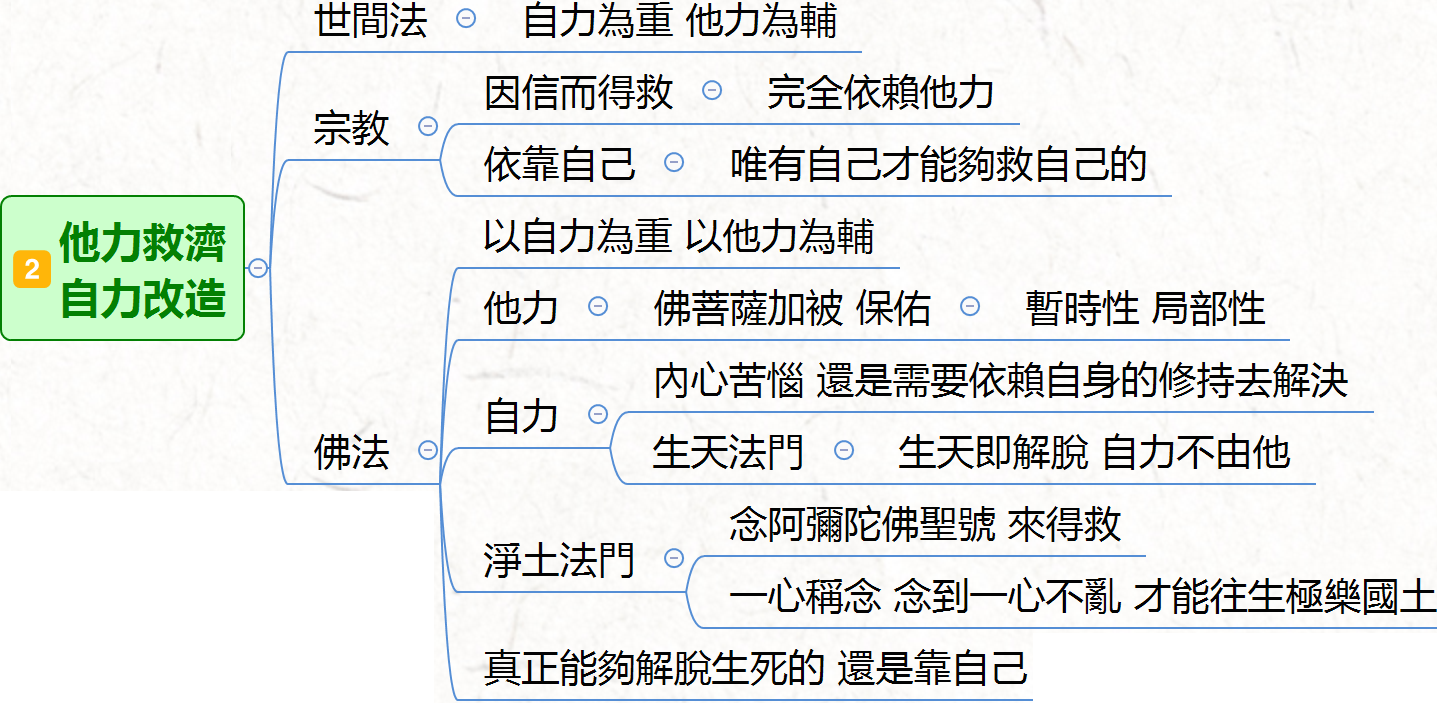 世間法 自力為重 他力為輔
宗教
因信而得救 完全依賴他力
依靠自己 唯有自己才能夠救自己的
2
他力救濟
自力改造
佛法
以自力為重 以他力為輔
他力 佛菩薩加被 保佑 暫時性 局部性
自力
內心苦惱 還是需要依賴自身的修持去解決
生天法門 生天即解脫 自力不由他
淨土法門
念阿彌陀佛聖號 來得救
一心稱念 念到一心不亂 才能往生極樂國土
真正能夠解脫生死的 還是靠自己